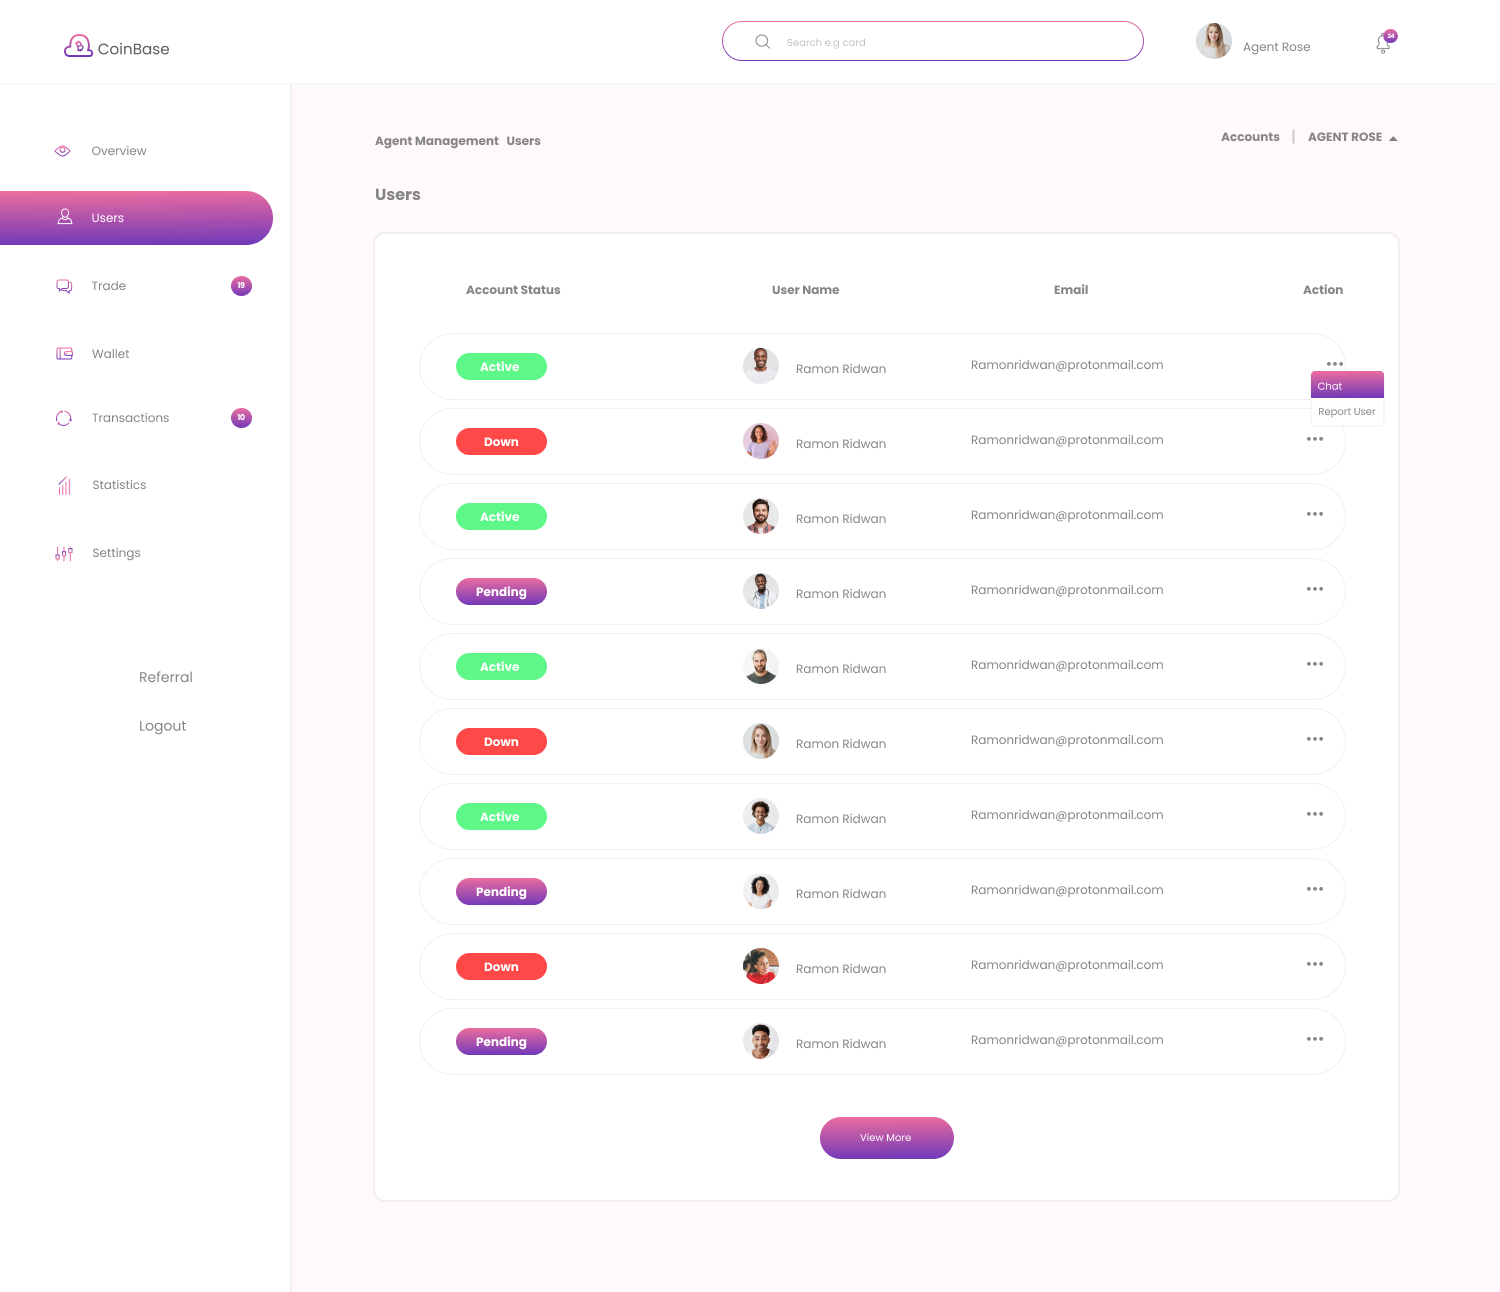 CoinBase
Search e.g card
Agent Rose
24
Overview
Users
Trade 19
Wallet
Transactions 10
Statistics
Settings
Referral
Logout
Agent Management Users
Accounts | AGENT ROSE
Users
Account Status User Name Email Action
Active Ramon Ridwan Ramonridwan@protonmail.com
Chat
Report User
Down Ramon Ridwan Ramonridwan@protonmail.com
Active Ramon Ridwan Ramonridwan@protonmail.com
Pending Ramon Ridwan Ramonridwan@protonmail.com
Active Ramon Ridwan Ramonridwan@protonmail.com
Down Ramon Ridwan Ramonridwan@protonmail.com
Active Ramon Ridwan Ramonridwan@protonmail.com
Pending Ramon Ridwan Ramonridwan@protonmail.com
Down Ramon Ridwan Ramonridwan@protonmail.com
Pending Ramon Ridwan Ramonridwan@protonmail.com
View More